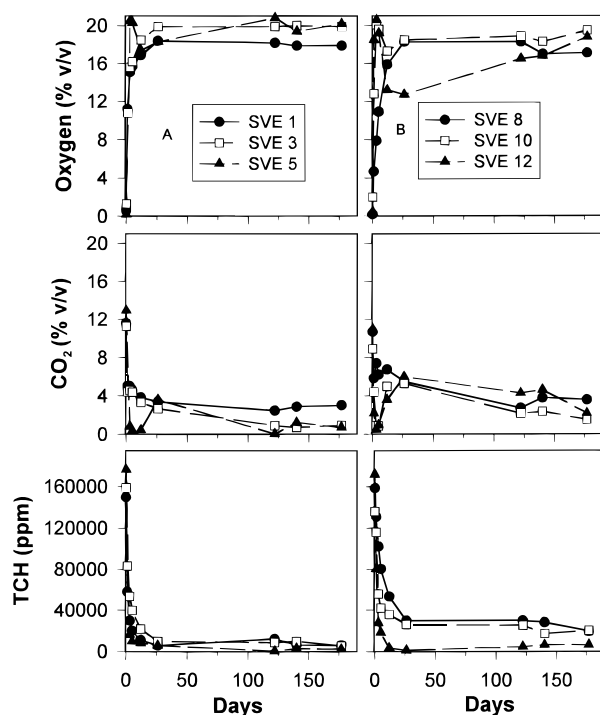 20
16
12
8
4
0
Oxygen (% v/v)
A
SVE 1
SVE 3
SVE 5
B
SVE 8
SVE 10
SVE 12
20
16
12
8
4
0
CO₂ (% v/v)
160000
120000
80000
40000
0
TCH (ppm)
0 50 100 150
0 50 100 150
Days
Days